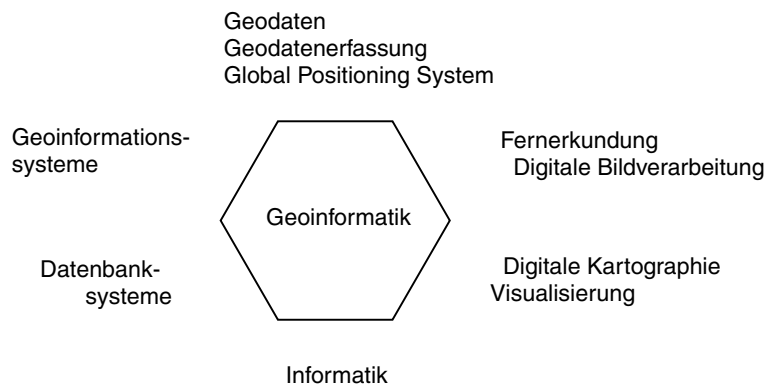 Geodaten
Geodatenerfassung
Global Positioning System
Geoinformations-
systeme
Fernerkundung
Digitale Bildverarbeitung
Geoinformatik
Datenbank-
systeme
Digitale Kartographie
Visualisierung
Informatik